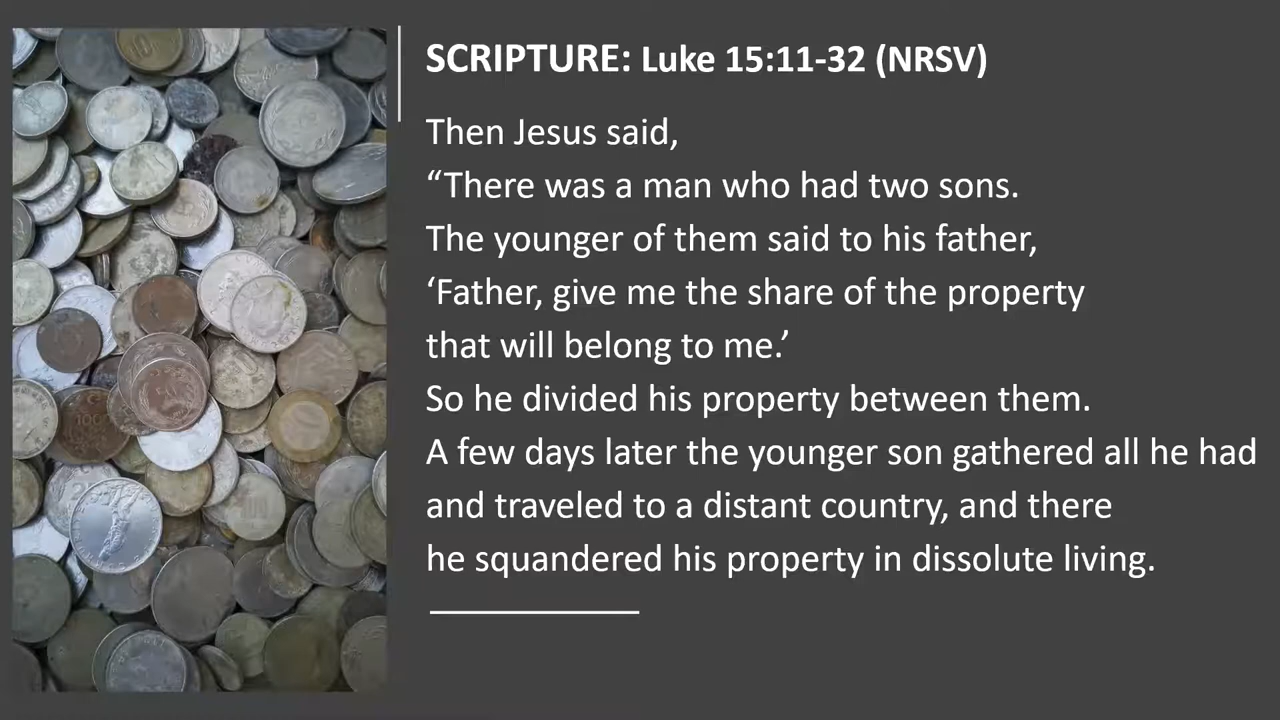 SCRIPTURE: Luke 15:11-32 (NRSV)
Then Jesus said,
“There was a man who had two sons.
The younger of them said to his father,
‘Father, give me the share of the property
that will belong to me.’
So he divided his property between them.
A few days later the younger son gathered all he had
and traveled to a distant country, and there
he squandered his property in dissolute living.